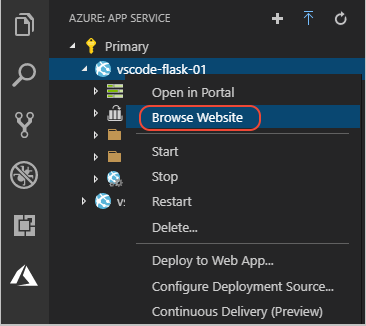 AZURE: APP SERVICE
Primary
vscode-flask-01
Open in Portal
Browse Website
Start
Stop
vs
Restart
Delete...
Deploy to Web App...
Configure Deployment Source...
Continuous Delivery (Preview)